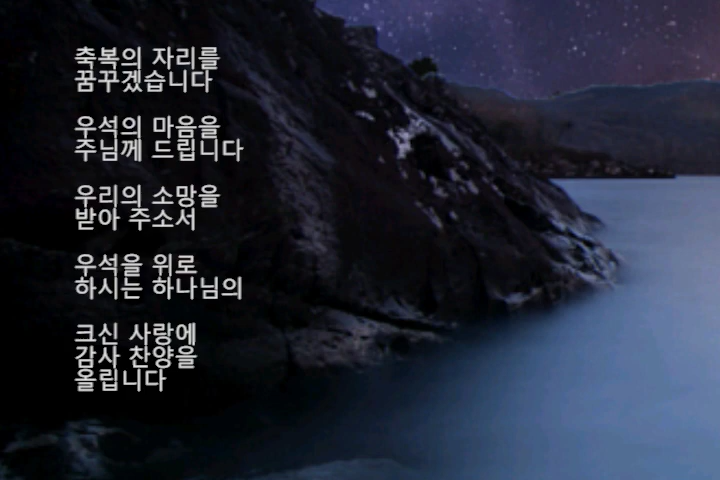 축복의 자리를
꿈꾸겠습니다
우석의 마음을
주님께 드립니다
우리의 소망을
받아 주소서
우석을 위로
하시는 하나님의
크신 사랑에
감사 찬양을
올립니다